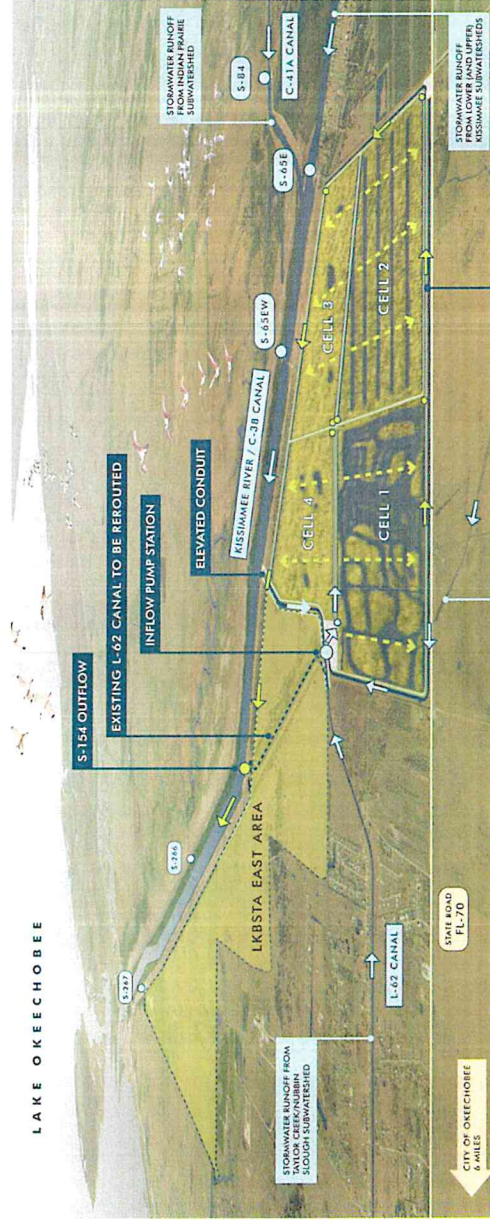 LAKE OKEECHOBEE
S-154 OUTFLOW
EXISTING L-62 CANAL TO BE REROUTED
INFLOW PUMP STATION
ELEVATED CONDUIT
KISSIMMEE RIVER / C-38 CANAL
S-65EW
S-65E
S-84
C-41A CANAL
STORMWATER RUNOFF
FROM INDIAN PRAIRIE
SUBWATERSHED
S-266
S-267
LKBSTA EAST AREA
CELL 4
CELL 3
CELL 1
CELL 2
L-62 CANAL
STORMWATER RUNOFF FROM
TAYLOR CREEK/NUBBIN
SLOUGH SUBWATERSHED
STORMWATER RUNOFF
FROM LOWER (AND UPPER)
KISSIMMEE SUBWATERSHEDS
STATE ROAD
FL-70
CITY OF OKEECHOBEE
6 MILES